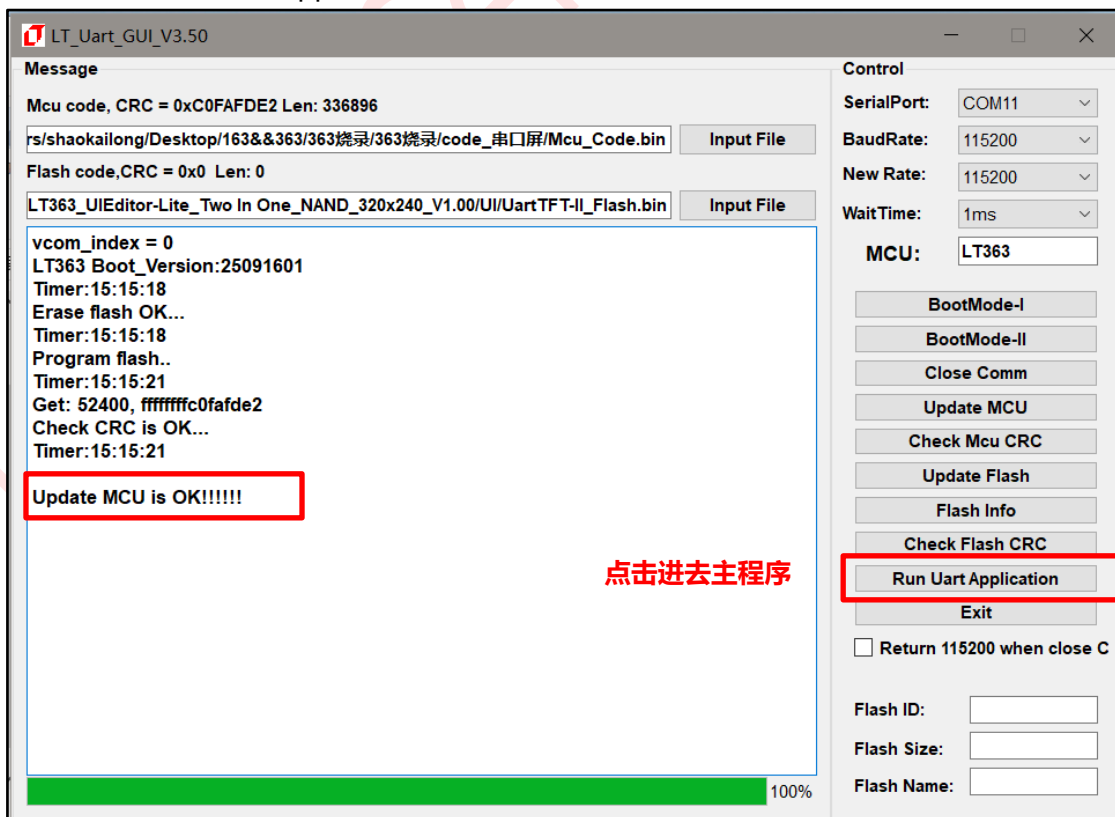 LT_Uart_GUI_V3.50
Message
Mcu code, CRC = 0xC0FAFDE2 Len: 336896
rs/shaokailong/Desktop/163&&363/363烧录/363烧录/code_串口屏/Mcu_Code.bin
Input File
Flash code,CRC = 0x0 Len: 0
LT363_UIEditor-Lite_Two In One_NAND_320x240_V1.00/UI/UartTFT-II_Flash.bin
Input File
vcom_index = 0
LT363 Boot_Version:25091601
Timer:15:15:18
Erase flash OK...
Timer:15:15:18
Program flash..
Timer:15:15:21
Get: 52400, ffffffffc0fafde2
Check CRC is OK...
Timer:15:15:21
Update MCU is OK!!!!!!
点击进去主程序
100%
Control
SerialPort: COM11
BaudRate: 115200
New Rate: 115200
WaitTime: 1ms
MCU: LT363
BootMode-I
BootMode-II
Close Comm
Update MCU
Check Mcu CRC
Update Flash
Flash Info
Check Flash CRC
Run Uart Application
Exit
Return 115200 when close C
Flash ID:
Flash Size:
Flash Name: